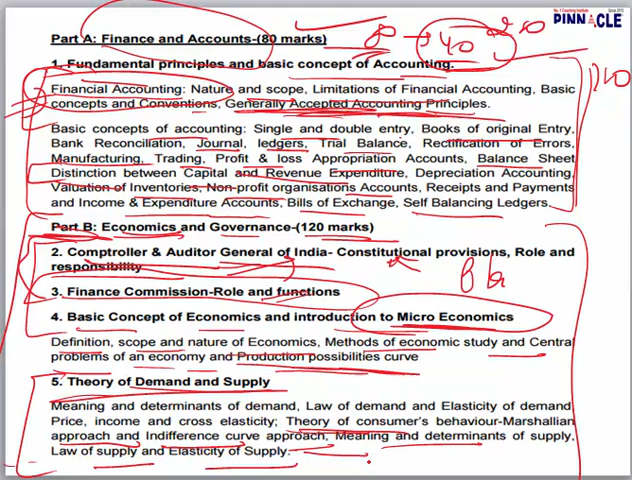 No. 1 Coaching Institute
Since 2012
PINNACLE
Part A: Finance and Accounts-(80 marks)
80 → 40
1. Fundamental principles and basic concept of Accounting.
Financial Accounting: Nature and scope, Limitations of Financial Accounting, Basic
concepts and Conventions, Generally Accepted Accounting Principles.
Basic concepts of accounting: Single and double entry, Books of original Entry,
Bank Reconciliation, Journal, ledgers, Trial Balance, Rectification of Errors,
Manufacturing, Trading, Profit & loss Appropriation Accounts, Balance Sheet
Distinction between Capital and Revenue Expenditure, Depreciation Accounting,
Valuation of Inventories, Non-profit organisations Accounts, Receipts and Payments
and Income & Expenditure Accounts, Bills of Exchange, Self Balancing Ledgers.
Part B: Economics and Governance-(120 marks)
2. Comptroller & Auditor General of India- Constitutional provisions, Role and
responsibility
3. Finance Commission-Role and functions
4. Basic Concept of Economics and introduction to Micro Economics
Definition, scope and nature of Economics, Methods of economic study and Central
problems of an economy and Production possibilities curve
5. Theory of Demand and Supply
Meaning and determinants of demand, Law of demand and Elasticity of demand,
Price, income and cross elasticity; Theory of consumer's behaviour-Marshallian
approach and Indifference curve approach, Meaning and determinants of supply,
Law of supply and Elasticity of Supply.